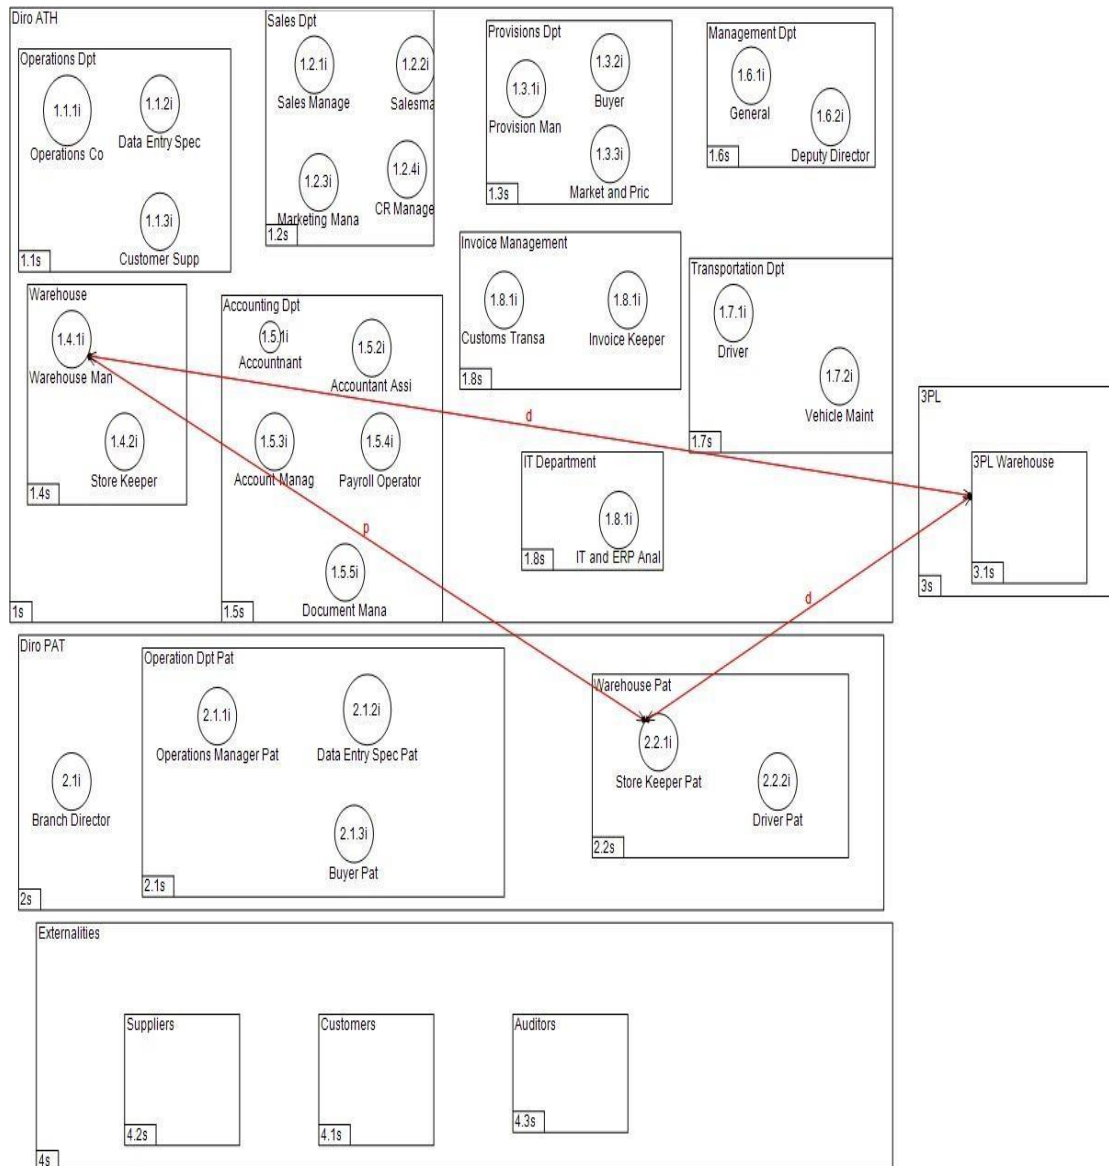 Diro ATH
Operations Dpt
1.1.1i
Operations Co
1.1.2i
Data Entry Spec
1.1.3i
Customer Supp
1.1s
Sales Dpt
1.2.1i
Sales Manage
1.2.2i
Salesma
1.2.3i
Marketing Mana
1.2.4i
CR Manage
1.2s
Provisions Dpt
1.3.1i
Provision Man
1.3.2i
Buyer
1.3.3i
Market and Pric
1.3s
Management Dpt
1.6.1i
General
1.6.2i
Deputy Director
1.6s
Warehouse
1.4.1i
Warehouse Man
1.4.2i
Store Keeper
1.4s
Accounting Dpt
1.5.1i
Accountnant
1.5.2i
Accountant Assi
1.5.3i
Account Manag
1.5.4i
Payroll Operator
1.5.5i
Document Mana
1.5s
Invoice Management
1.8.1i
Customs Transa
1.8.1i
Invoice Keeper
1.8s
Transportation Dpt
1.7.1i
Driver
1.7.2i
Vehicle Maint
1.7s
IT Department
1.8.1i
IT and ERP Anal
1.8s
1s
d
p
d
3PL
3PL Warehouse
3.1s
3s
Diro PAT
2.1i
Branch Director
Operation Dpt Pat
2.1.1i
Operations Manager Pat
2.1.2i
Data Entry Spec Pat
2.1.3i
Buyer Pat
2.1s
Warehouse Pat
2.2.1i
Store Keeper Pat
2.2.2i
Driver Pat
2.2s
2s
Externalities
Suppliers
4.2s
Customers
4.1s
Auditors
4.3s
4s